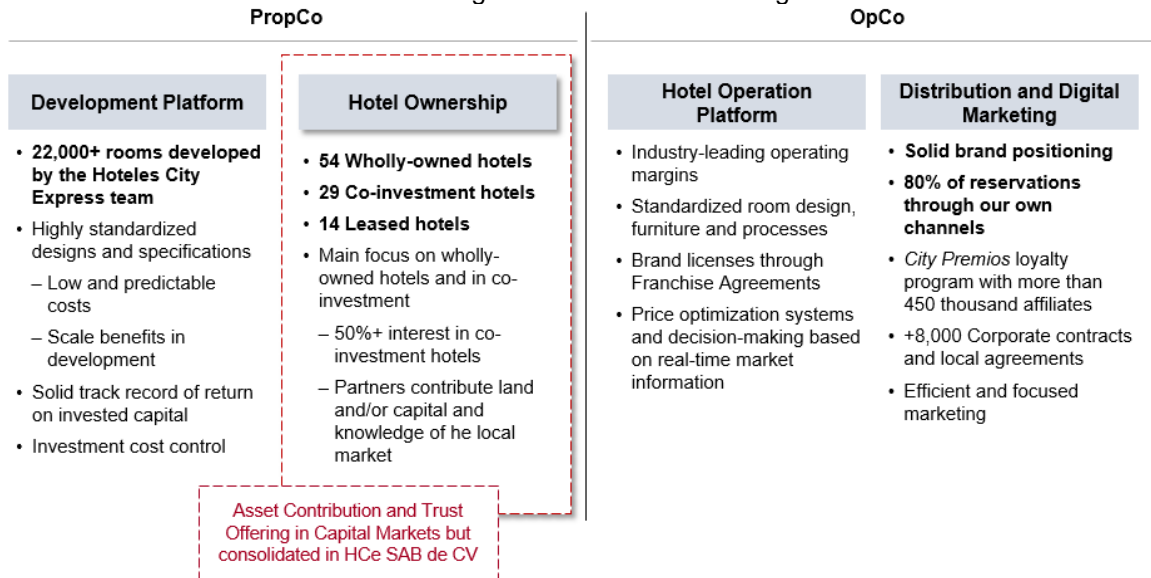 PropCo
OpCo
Development Platform
• 22,000+ rooms developed
by the Hoteles City
Express team
• Highly standardized
designs and specifications
– Low and predictable
costs
– Scale benefits in
development
• Solid track record of return
on invested capital
• Investment cost control
Hotel Ownership
• 54 Wholly-owned hotels
• 29 Co-investment hotels
• 14 Leased hotels
• Main focus on wholly-
owned hotels and in co-
investment
– 50%+ interest in co-
investment hotels
– Partners contribute land
and/or capital and
knowledge of he local
market
Asset Contribution and Trust
Offering in Capital Markets but
consolidated in HCe SAB de CV
Hotel Operation
Platform
• Industry-leading operating
margins
• Standardized room design,
furniture and processes
• Brand licenses through
Franchise Agreements
• Price optimization systems
and decision-making based
on real-time market
information
Distribution and Digital
Marketing
• Solid brand positioning
• 80% of reservations
through our own
channels
• City Premios loyalty
program with more than
450 thousand affiliates
• +8,000 Corporate contracts
and local agreements
• Efficient and focused
marketing